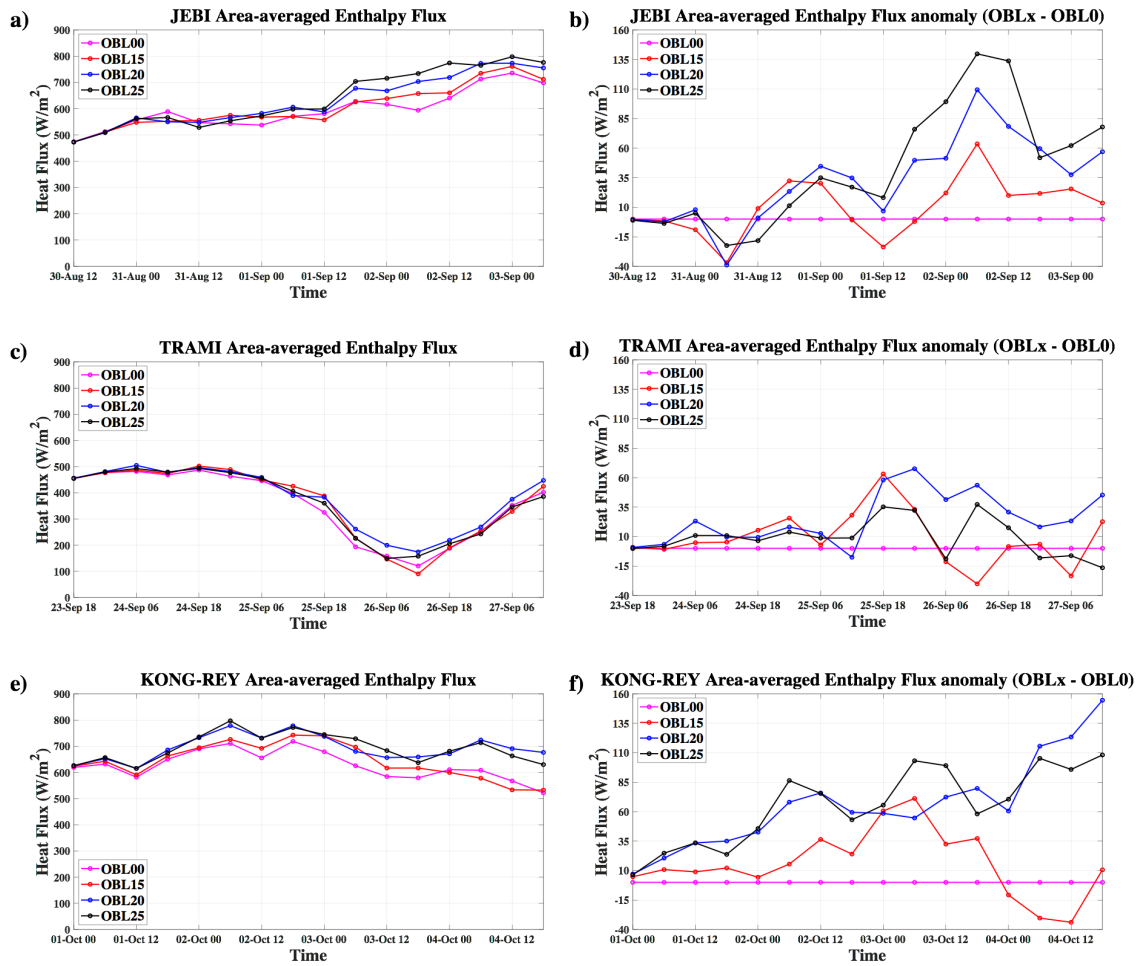 a)
JEBI Area-averaged Enthalpy Flux
Heat Flux (W/m²)
900
800
700
600
500
400
300
200
100
0
OBL00
OBL15
OBL20
OBL25
30-Aug 12 31-Aug 00 31-Aug 12 01-Sep 00 01-Sep 12 02-Sep 00 02-Sep 12 03-Sep 00
Time
b)
JEBI Area-averaged Enthalpy Flux anomaly (OBLx - OBL0)
Heat Flux (W/m²)
160
135
110
85
60
35
10
-15
-40
OBL00
OBL15
OBL20
OBL25
30-Aug 12 31-Aug 00 31-Aug 12 01-Sep 00 01-Sep 12 02-Sep 00 02-Sep 12 03-Sep 00
Time
c)
TRAMI Area-averaged Enthalpy Flux
Heat Flux (W/m²)
900
800
700
600
500
400
300
200
100
0
OBL00
OBL15
OBL20
OBL25
23-Sep 18 24-Sep 06 24-Sep 18 25-Sep 06 25-Sep 18 26-Sep 06 26-Sep 18 27-Sep 06
Time
d)
TRAMI Area-averaged Enthalpy Flux anomaly (OBLx - OBL0)
Heat Flux (W/m²)
160
135
110
85
60
35
10
-15
-40
OBL00
OBL15
OBL20
OBL25
23-Sep 18 24-Sep 06 24-Sep 18 25-Sep 06 25-Sep 18 26-Sep 06 26-Sep 18 27-Sep 06
Time
e)
KONG-REY Area-averaged Enthalpy Flux
Heat Flux (W/m²)
900
800
700
600
500
400
300
200
100
0
OBL00
OBL15
OBL20
OBL25
01-Oct 00 01-Oct 12 02-Oct 00 02-Oct 12 03-Oct 00 03-Oct 12 04-Oct 00 04-Oct 12
Time
f)
KONG-REY Area-averaged Enthalpy Flux anomaly (OBLx - OBL0)
Heat Flux (W/m²)
160
135
110
85
60
35
10
-15
-40
OBL00
OBL15
OBL20
OBL25
01-Oct 00 01-Oct 12 02-Oct 00 02-Oct 12 03-Oct 00 03-Oct 12 04-Oct 00 04-Oct 12
Time